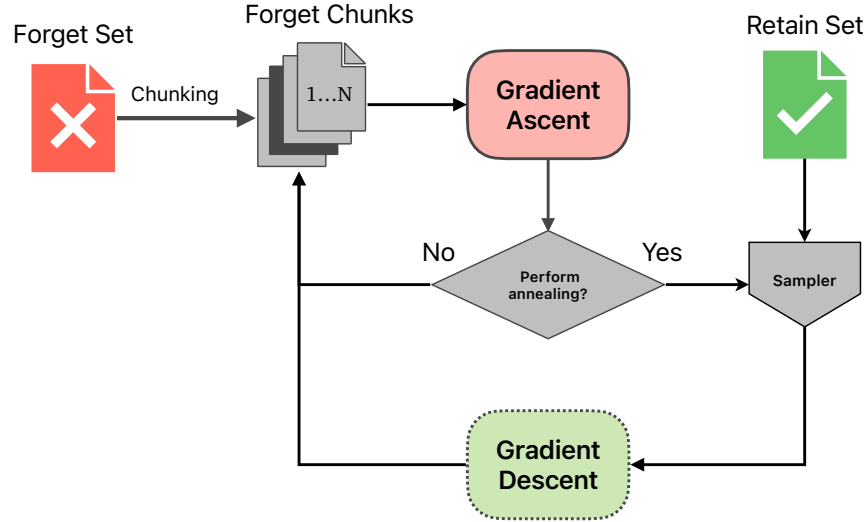 Forget Set
Forget Chunks
Retain Set
Chunking
1...N
Gradient
Ascent
No
Yes
Perform
annealing?
Sampler
Gradient
Descent